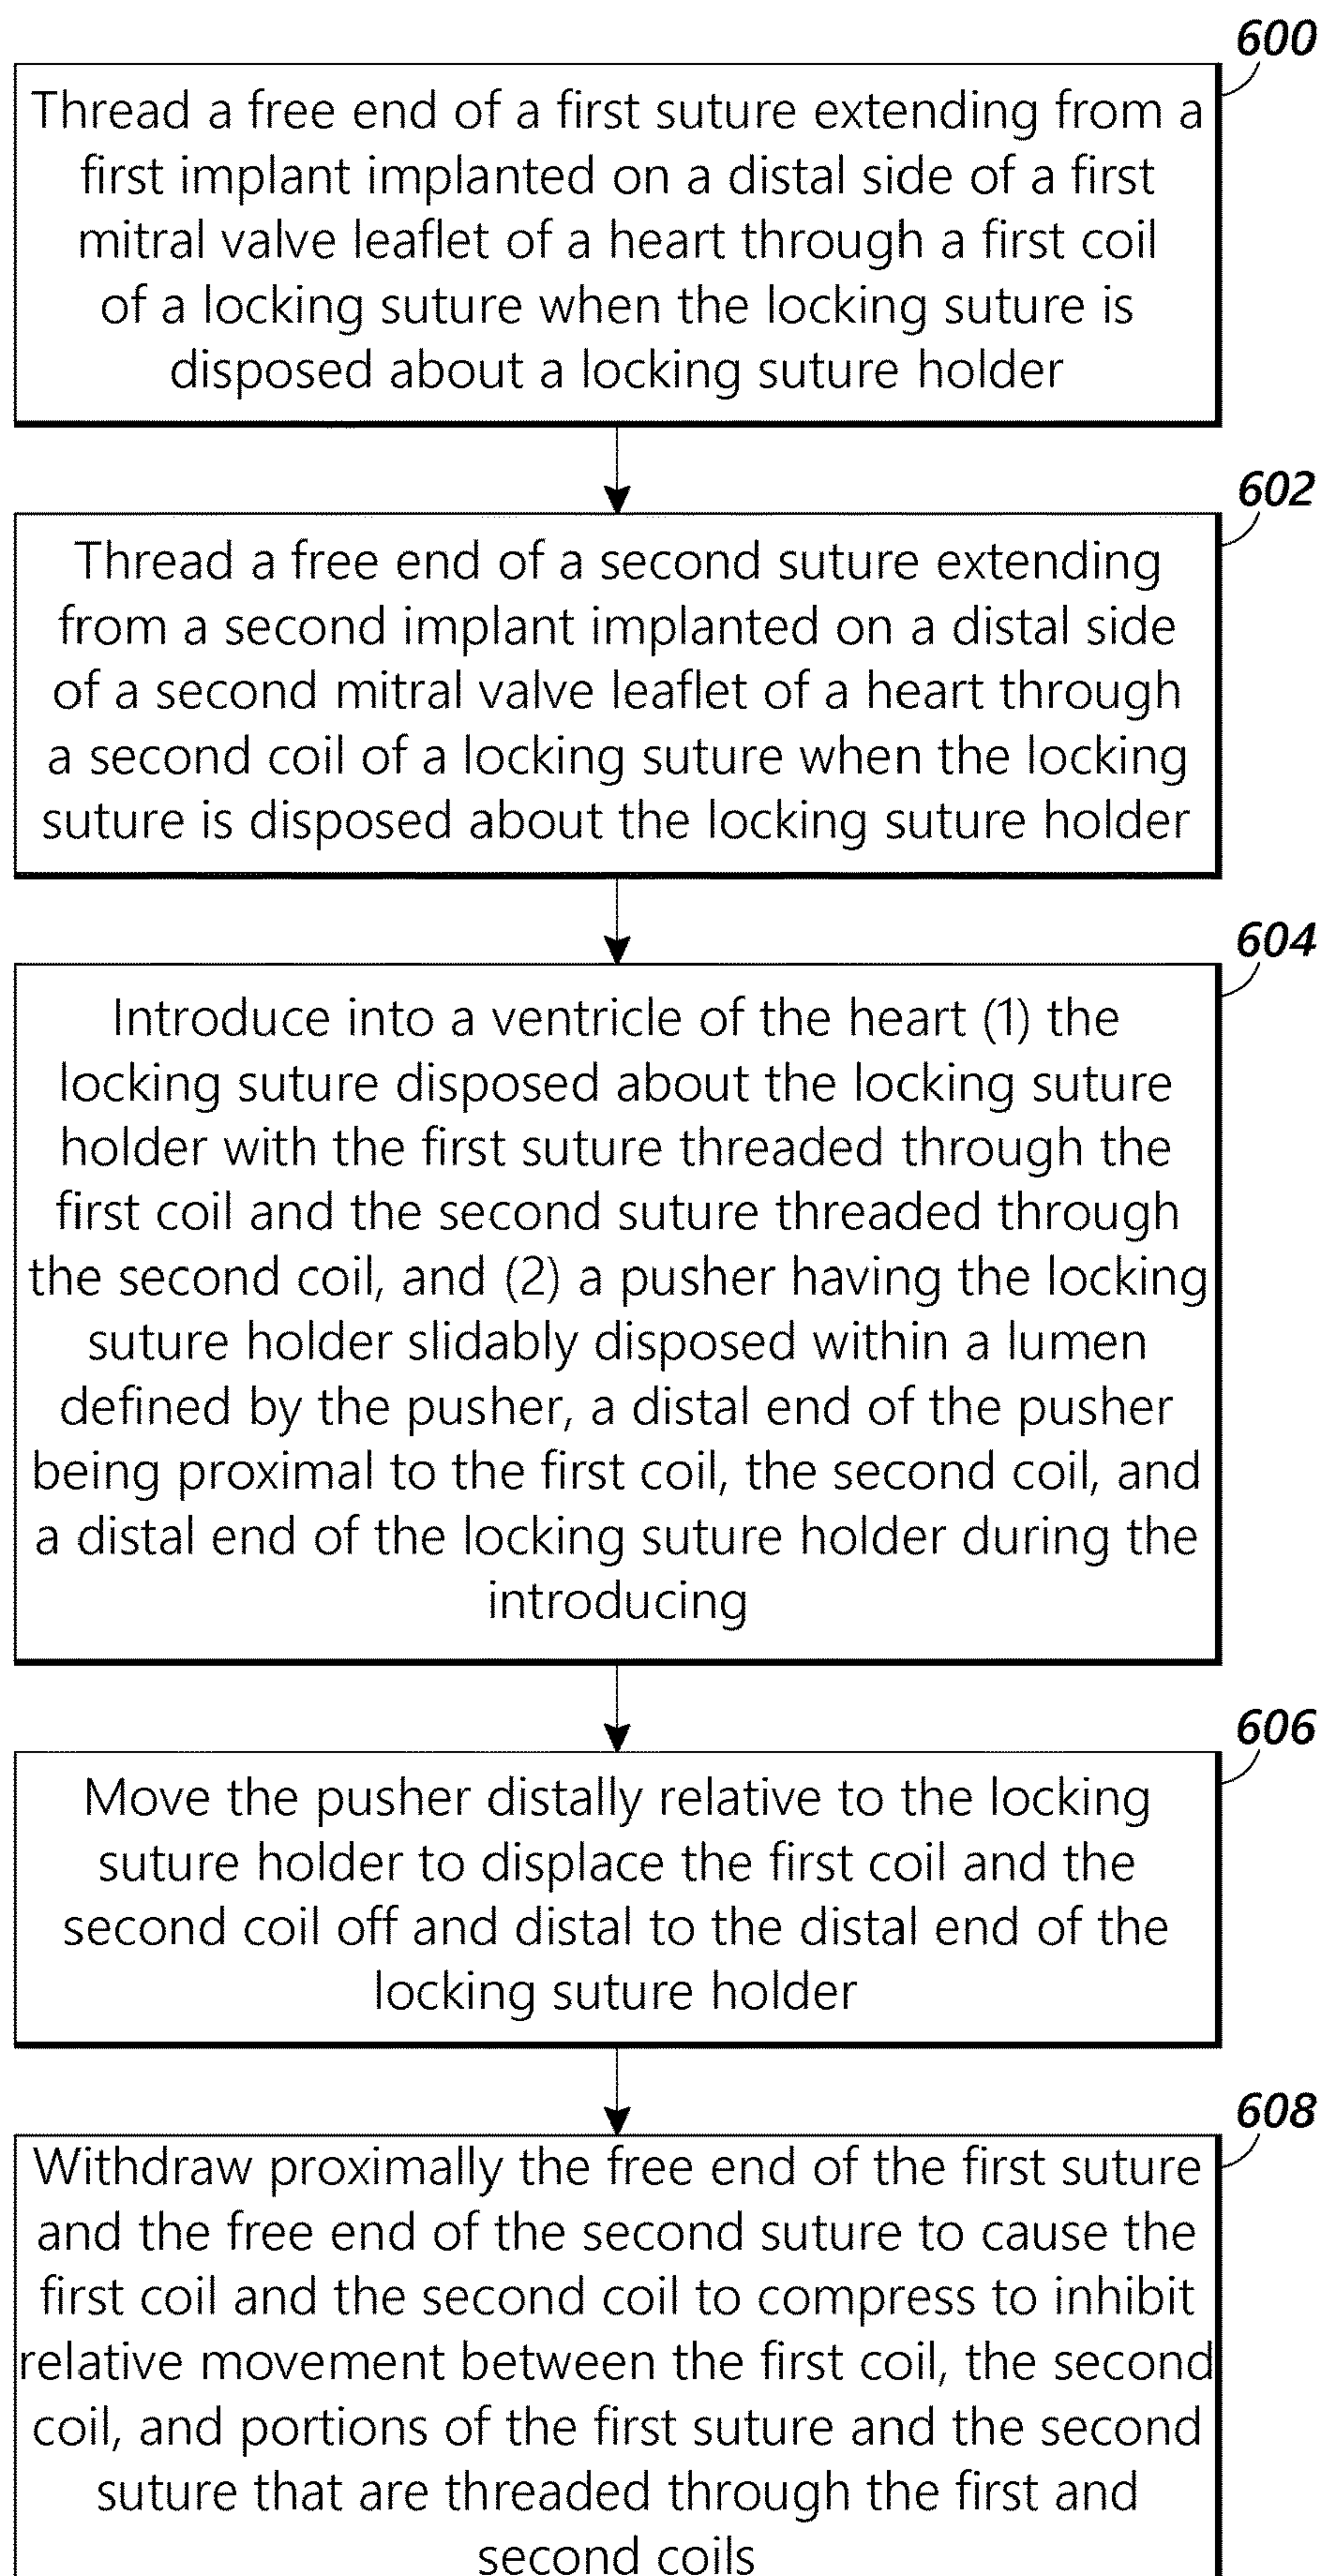 600
Thread a free end of a first suture extending from a
first implant implanted on a distal side of a first
mitral valve leaflet of a heart through a first coil
of a locking suture when the locking suture is
disposed about a locking suture holder
602
Thread a free end of a second suture extending
from a second implant implanted on a distal side
of a second mitral valve leaflet of a heart through
a second coil of a locking suture when the locking
suture is disposed about the locking suture holder
604
Introduce into a ventricle of the heart (1) the
locking suture disposed about the locking suture
holder with the first suture threaded through the
first coil and the second suture threaded through
the second coil, and (2) a pusher having the locking
suture holder slidably disposed within a lumen
defined by the pusher, a distal end of the pusher
being proximal to the first coil, the second coil, and
a distal end of the locking suture holder during the
introducing
606
Move the pusher distally relative to the locking
suture holder to displace the first coil and the
second coil off and distal to the distal end of the
locking suture holder
608
Withdraw proximally the free end of the first suture
and the free end of the second suture to cause the
first coil and the second coil to compress to inhibit
relative movement between the first coil, the second
coil, and portions of the first suture and the second
suture that are threaded through the first and
second coils